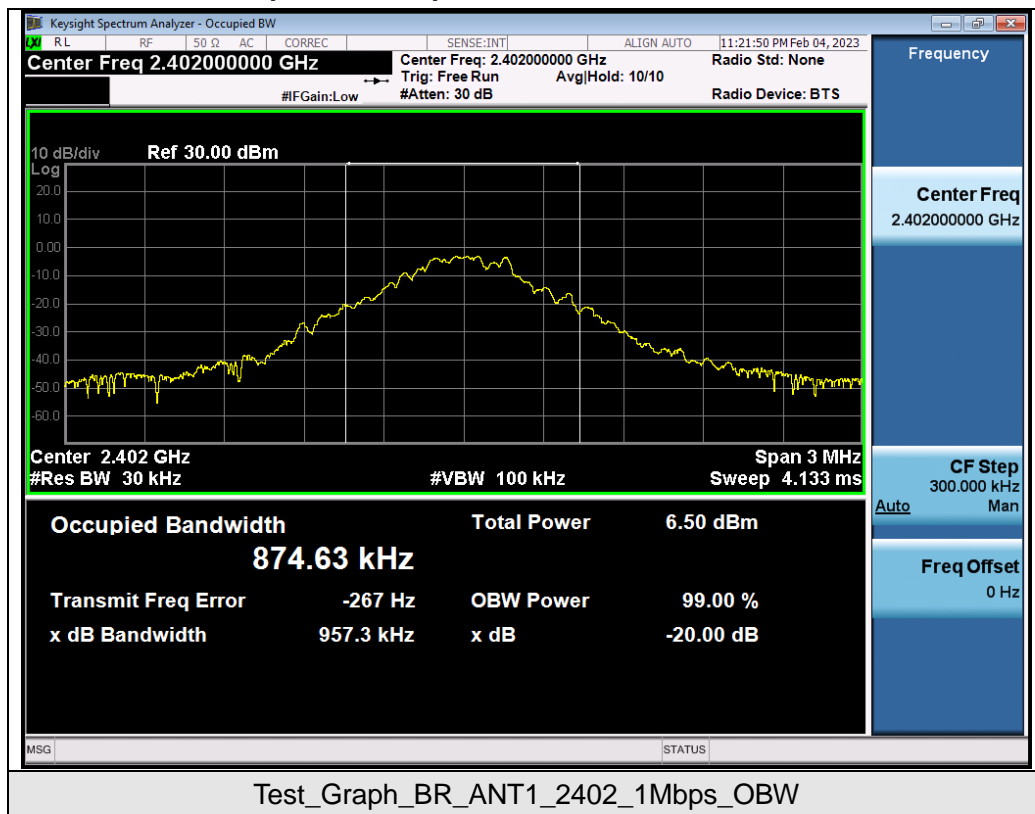 Keysight Spectrum Analyzer - Occupied BW
LXI RL RF 50 Ω AC CORREC SENSE:INT ALIGN AUTO 11:21:50 PM Feb 04, 2023
Center Freq 2.402000000 GHz
#IFGain:Low
Center Freq: 2.402000000 GHz
Trig: Free Run Avg|Hold: 10/10
#Atten: 30 dB
Radio Std: None
Radio Device: BTS
10 dB/div Ref 30.00 dBm
Log
20.0
10.0
0.00
-10.0
-20.0
-30.0
-40.0
-50.0
-60.0
Center 2.402 GHz Span 3 MHz
#Res BW 30 kHz #VBW 100 kHz Sweep 4.133 ms
Occupied Bandwidth Total Power 6.50 dBm
874.63 kHz
Transmit Freq Error -267 Hz OBW Power 99.00 %
x dB Bandwidth 957.3 kHz x dB -20.00 dB
MSG STATUS
Frequency
Center Freq
2.402000000 GHz
CF Step
300.000 kHz
Auto Man
Freq Offset
0 Hz
Test_Graph_BR_ANT1_2402_1Mbps_OBW